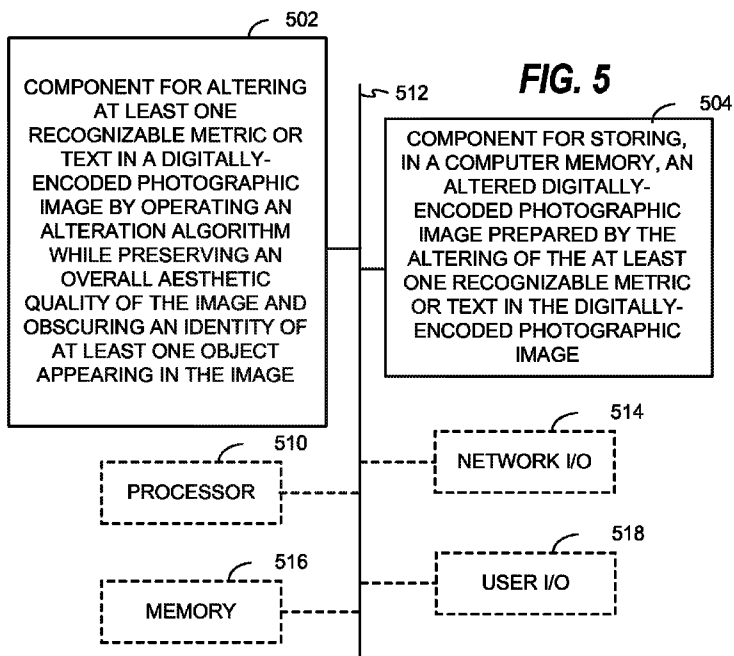 502
COMPONENT FOR ALTERING
AT LEAST ONE
RECOGNIZABLE METRIC OR
TEXT IN A DIGITALLY-
ENCODED PHOTOGRAPHIC
IMAGE BY OPERATING AN
ALTERATION ALGORITHM
WHILE PRESERVING AN
OVERALL AESTHETIC
QUALITY OF THE IMAGE AND
OBSCURING AN IDENTITY OF
AT LEAST ONE OBJECT
APPEARING IN THE IMAGE
512
FIG. 5
504
COMPONENT FOR STORING,
IN A COMPUTER MEMORY, AN
ALTERED DIGITALLY-
ENCODED PHOTOGRAPHIC
IMAGE PREPARED BY THE
ALTERING OF THE AT LEAST
ONE RECOGNIZABLE METRIC
OR TEXT IN THE DIGITALLY-
ENCODED PHOTOGRAPHIC
IMAGE
510
PROCESSOR
514
NETWORK I/O
516
MEMORY
518
USER I/O